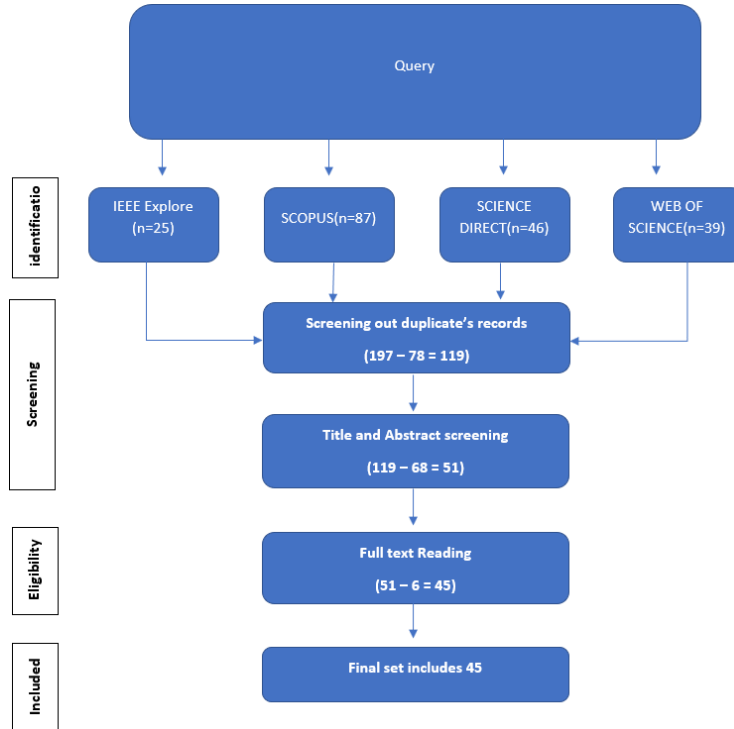 Query
identificatio
IEEE Explore
(n=25)
SCOPUS(n=87)
SCIENCE
DIRECT(n=46)
WEB OF
SCIENCE(n=39)
Screening
Screening out duplicate’s records
(197 – 78 = 119)
Title and Abstract screening
(119 – 68 = 51)
Eligibility
Full text Reading
(51 – 6 = 45)
Included
Final set includes 45